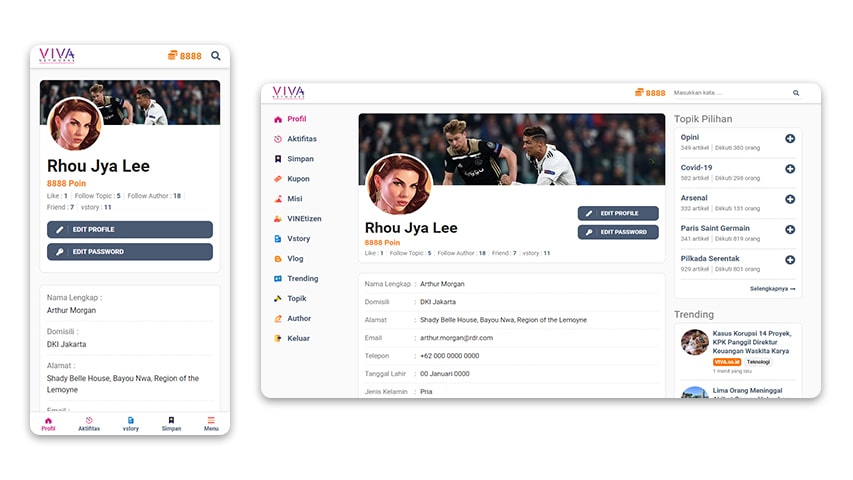 VIVA
NETWORKS
8888
Rhou Jya Lee
8888 Poin
Like : 1 Follow Topic : 5 Follow Author : 18
Friend : 7 vstory : 11
EDIT PROFILE
EDIT PASSWORD
Nama Lengkap :
Arthur Morgan
Domisili :
DKI Jakarta
Alamat :
Shady Belle House, Bayou Nwa, Region of the
Lemoyne
Email :
Profil Aktifitas vstory Simpan Menu
VIVA
NETWORKS
8888 Masukkan kata.....
Profil
Aktifitas
Simpan
Kupon
Misi
VINEtizen
Vstory
Vlog
Trending
Topik
Author
Keluar
Rhou Jya Lee
8888 Poin
Like : 1 Follow Topic : 5 Follow Author : 18 Friend : 7 vstory : 11
EDIT PROFILE
EDIT PASSWORD
Nama Lengkap : Arthur Morgan
Domisili : DKI Jakarta
Alamat : Shady Belle House, Bayou Nwa, Region of the Lemoyne
Email : arthur.morgan@rdr.com
Telepon : +62 000 0000 0000
Tanggal Lahir : 00 Januari 0000
Jenis Kelamin : Pria
Topik Pilihan
Opini
349 artikel Diikuti 380 orang
Covid-19
592 artikel Diikuti 298 orang
Arsenal
332 artikel Diikuti 131 orang
Paris Saint Germain
341 artikel Diikuti 819 orang
Pilkada Serentak
929 artikel Diikuti 801 orang
Selengkapnya
Trending
Kasus Korupsi 14 Proyek,
KPK Panggil Direktur
Keuangan Waskita Karya
VIVA.co.id Teknologi
1 menit yang lalu
Lima Orang Meninggal